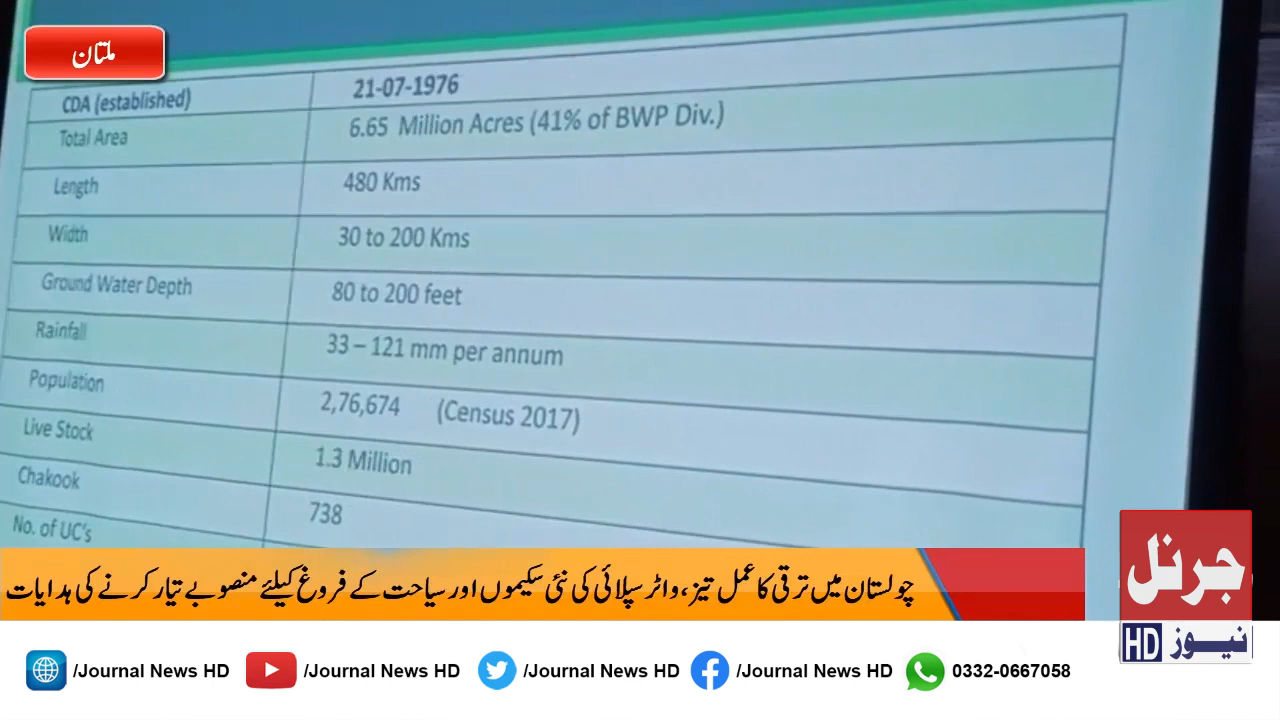 ملتان
CDA (established) 21-07-1976
Total Area 6.65 Million Acres (41% of BWP Div.)
Length 480 Kms
Width 30 to 200 Kms
Ground Water Depth 80 to 200 feet
Rainfall 33 – 121 mm per annum
Population 2,76,674 (Census 2017)
Live Stock 1.3 Million
Chakook 738
No. of UC's
چولستان میں ترقی کا عمل تیز، واٹر سپلائی کی نئی سکیموں اور سیاحت کے فروغ کیلئے منصوبے تیار کرنے کی ہدایات
جرنل
نیوز HD
/Journal News HD /Journal News HD /Journal News HD /Journal News HD 0332-0667058